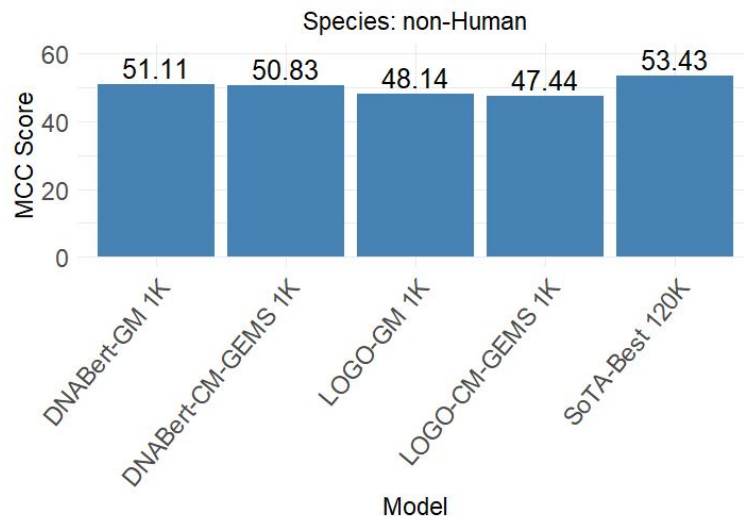 Species: non-Human
MCC Score
60
40
20
0
51.11
50.83
48.14
47.44
53.43
DNABert-GM 1K
DNABert-CM-GEMS 1K
LOGO-GM 1K
LOGO-CM-GEMS 1K
SoTA-Best 120K
Model